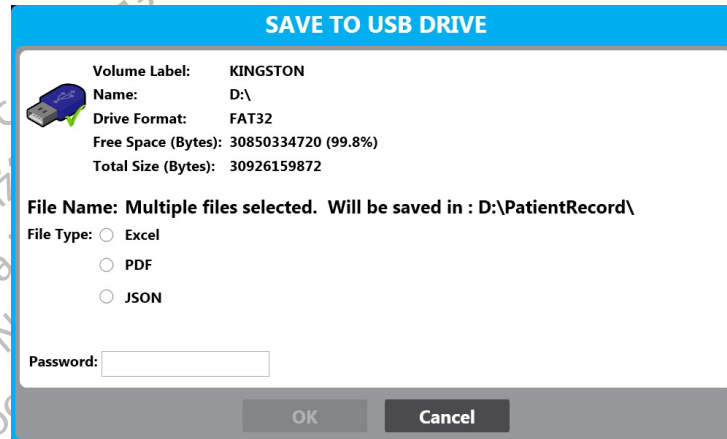 SAVE TO USB DRIVE
Volume Label: KINGSTON
Name: D:\
Drive Format: FAT32
Free Space (Bytes): 30850334720 (99.8%)
Total Size (Bytes): 30926159872
File Name: Multiple files selected. Will be saved in : D:\PatientRecord\
File Type: Excel
PDF
JSON
Password:
OK Cancel